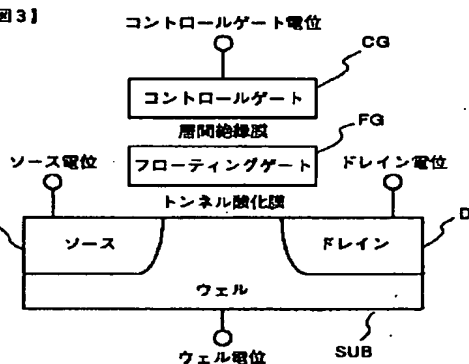 図3】
コントロールゲート電位
CG
コントロールゲート
層間絶縁膜
FG
ソース電位
フローティングゲート
ドレイン電位
トンネル酸化膜
D
ソース
ドレイン
ウェル
ウェル電位
SUB